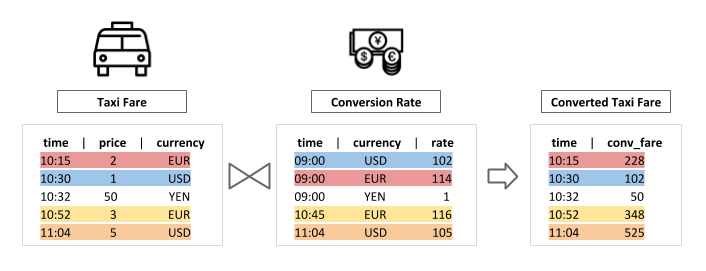 ¥
$ €
Taxi Fare
time | price | currency
10:15 2 EUR
10:30 1 USD
10:32 50 YEN
10:52 3 EUR
11:04 5 USD
Conversion Rate
time | currency | rate
09:00 USD 102
09:00 EUR 114
09:00 YEN 1
10:45 EUR 116
11:04 USD 105
Converted Taxi Fare
time | conv_fare
10:15 228
10:30 102
10:32 50
10:52 348
11:04 525